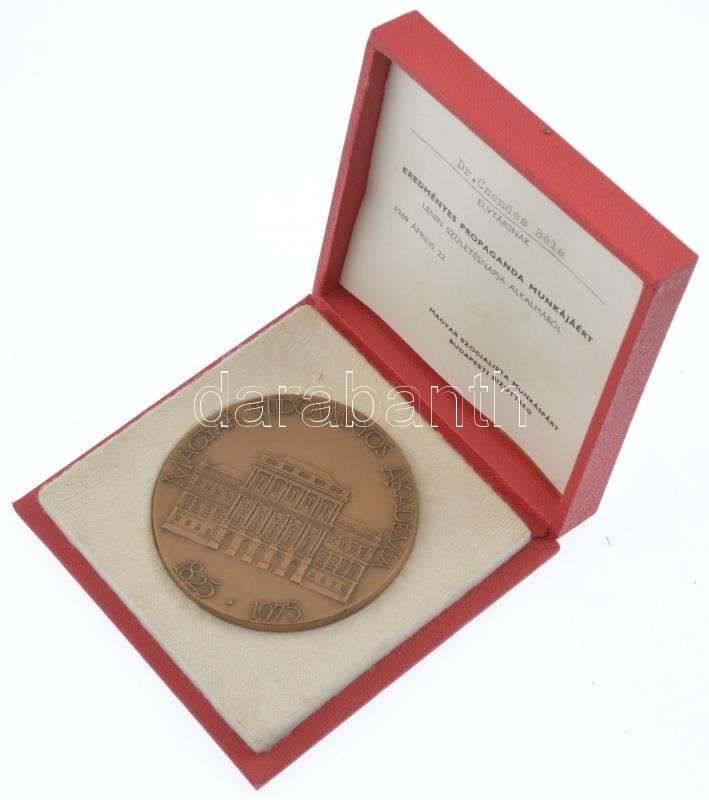 Dr.Csendes Béla
ELVTÁRSNAK
EREDMÉNYES PROPAGANDA MUNKÁJÁÉRT
LENIN SZÜLETÉSNAPJA ALKALMÁBÓL
1969 ÁPRILIS 22
MAGYAR SZOCIALISTA MUNKÁSPÁRT
BUDAPESTI BIZOTTSÁG
MAGYAR TUDOMÁNYOS AKADÉMIA
1825 · 1975
darabanth